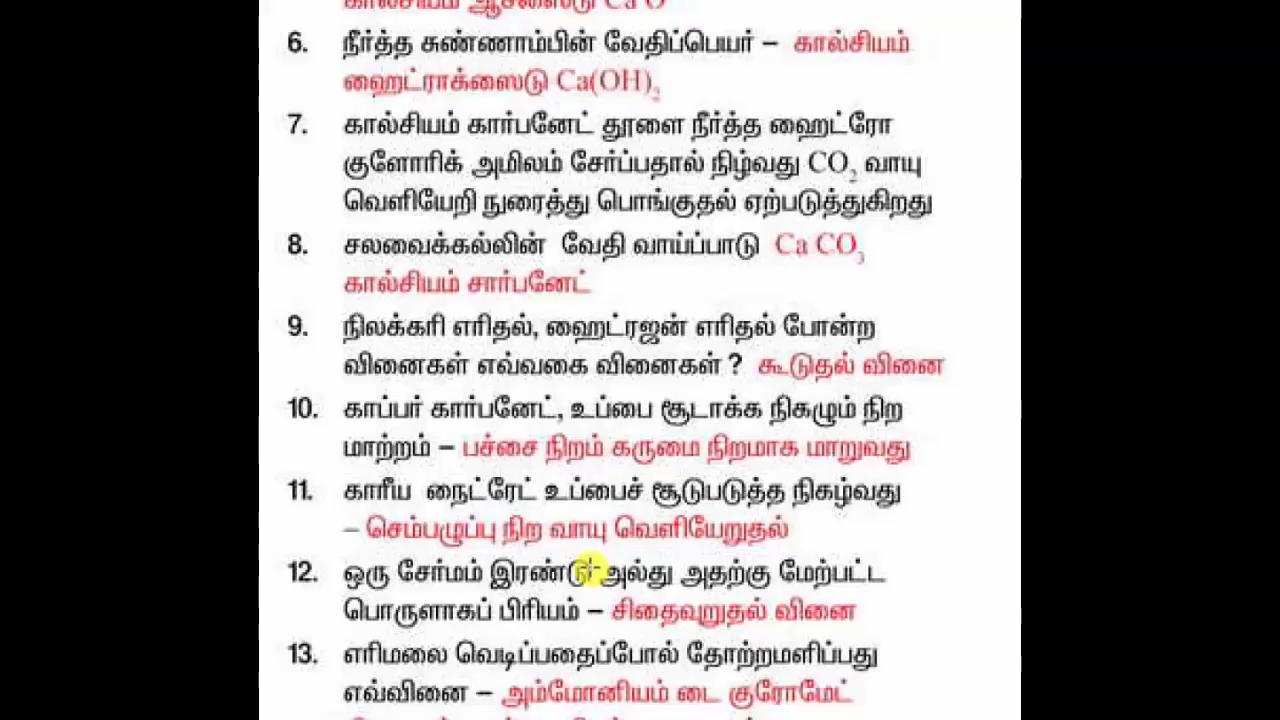 கால்சியம் ஆக்ஸைடு Ca O
6. நீர்த்த சுண்ணாம்பின் வேதிப்பெயர் – கால்சியம்
ஹைட்ராக்ஸைடு Ca(OH)₂
7. கால்சியம் கார்பனேட் தூளை நீர்த்த ஹைட்ரோ
குளோரிக் அமிலம் சேர்ப்பதால் நிழ்வது CO₂ வாயு
வெளியேறி நுரைத்து பொங்குதல் ஏற்படுத்துகிறது
8. சலவைக்கல்லின் வேதி வாய்ப்பாடு Ca CO₃
கால்சியம் சார்பனேட்
9. நிலக்கரி எரிதல், ஹைட்ரஜன் எரிதல் போன்ற
வினைகள் எவ்வகை வினைகள் ? கூடுதல் வினை
10. காப்பர் கார்பனேட், உப்பை சூடாக்க நிகழும் நிற
மாற்றம் – பச்சை நிறம் கருமை நிறமாக மாறுவது
11. காரீய நைட்ரேட் உப்பைச் சூடுபடுத்த நிகழ்வது
– செம்பழுப்பு நிற வாயு வெளியேறுதல்
12. ஒரு சேர்மம் இரண்டு அல்து அதற்கு மேற்பட்ட
பொருளாகப் பிரியம் – சிதைவுறுதல் வினை
13. எரிமலை வெடிப்பதைப்போல் தோற்றமளிப்பது
எவ்வினை – அம்மோனியம் டை குரோமேட்